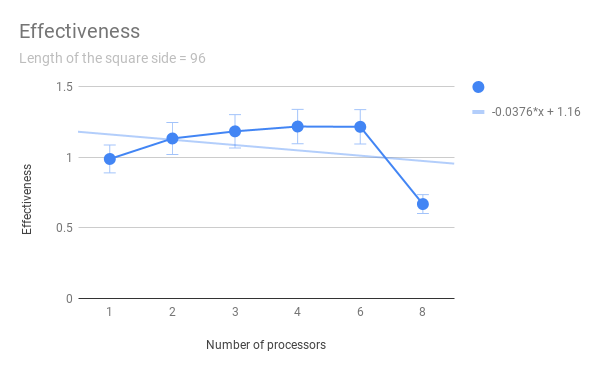 Effectiveness
Length of the square side = 96
1.5
1
0.5
0
Effectiveness
1 2 3 4 6 8
Number of processors
-0.0376*x + 1.16